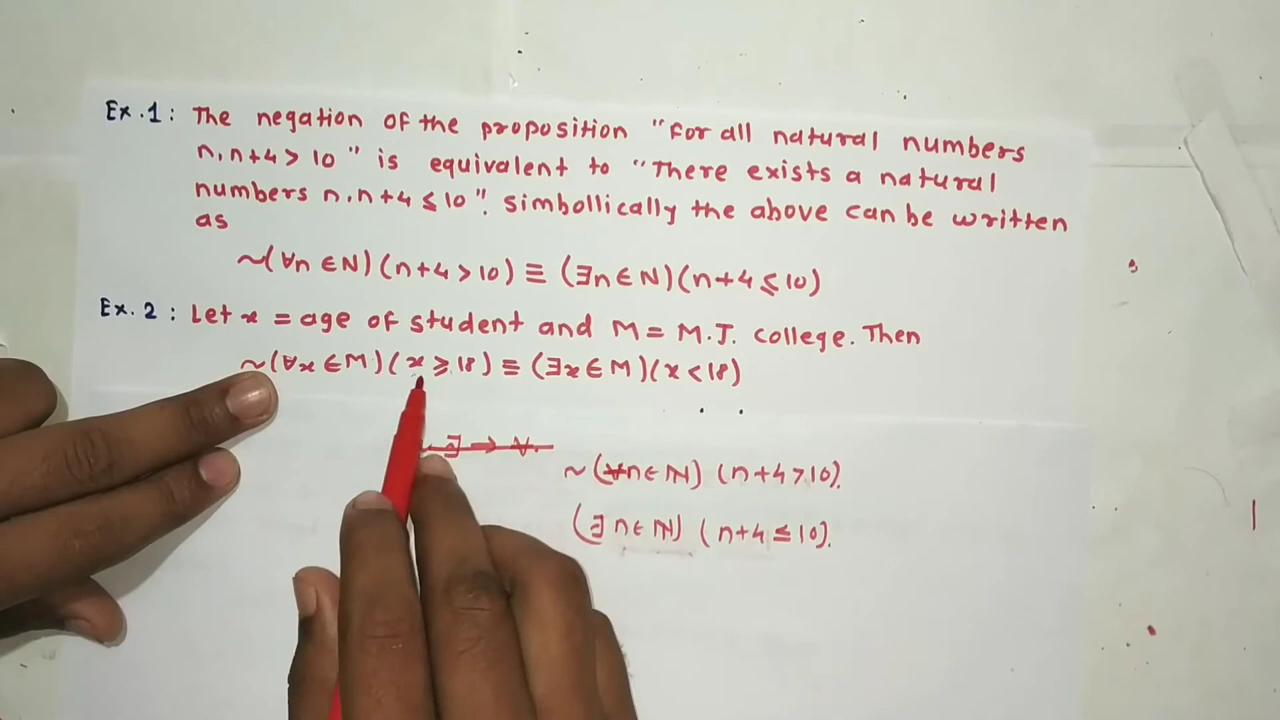 Ex.1: The negation of the proposition "For all natural numbers
n, n+4 > 10" is equivalent to "There exists a natural
numbers n, n+4 ≤ 10". simbollically the above can be written
as
~(∀n∈N)(n+4>10) ≡ (∃n∈N)(n+4⩽10)
Ex. 2: Let x = age of student and M = M.J. college. Then
~(∀x∈M)(x⩾18) ≡ (∃x∈M)(x<18)
∃ → ∀.
~(∀n∈N) (n+4>10).
(∃ n∈N) (n+4≤10).